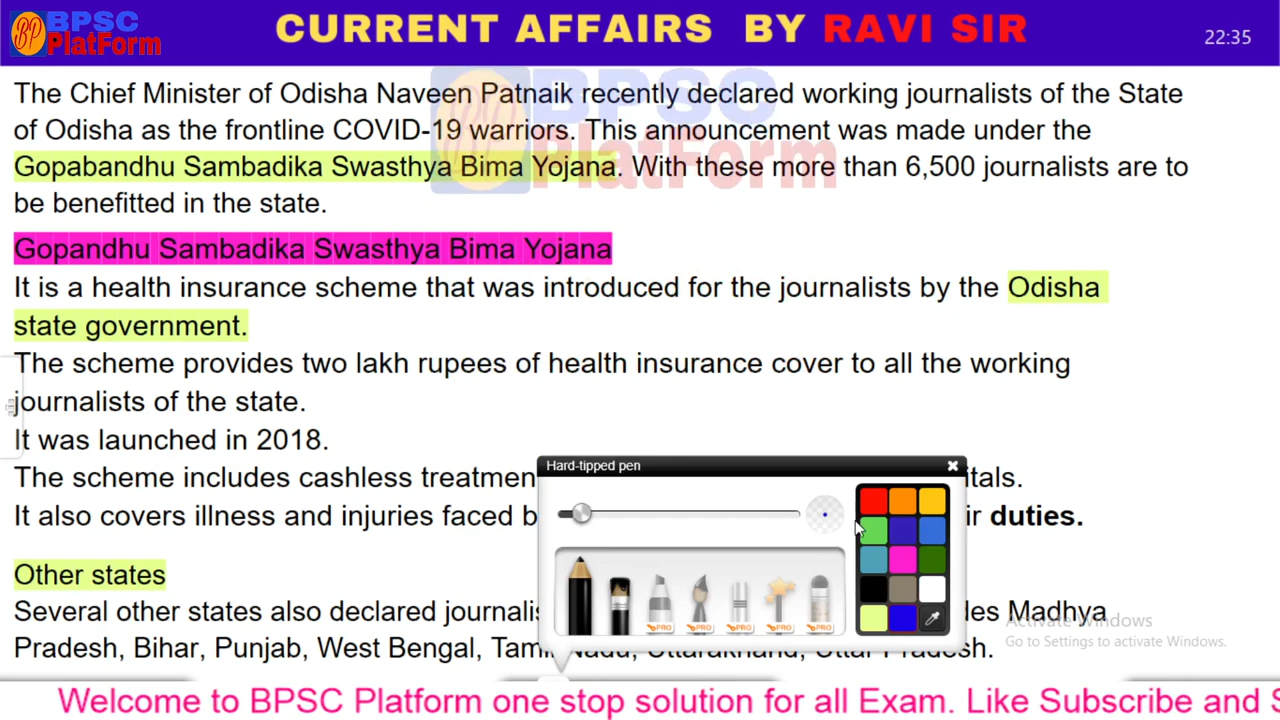 BPSC
PlatForm
CURRENT AFFAIRS BY RAVI SIR
22:35
BPSC
PlatForm
The Chief Minister of Odisha Naveen Patnaik recently declared working journalists of the State
of Odisha as the frontline COVID-19 warriors. This announcement was made under the
Gopabandhu Sambadika Swasthya Bima Yojana. With these more than 6,500 journalists are to
be benefitted in the state.
Gopandhu Sambadika Swasthya Bima Yojana
It is a health insurance scheme that was introduced for the journalists by the Odisha
state government.
The scheme provides two lakh rupees of health insurance cover to all the working
journalists of the state.
It was launched in 2018.
The scheme includes cashless
It also covers illness and injuries faced duties.
Hard-tipped pen
PRO PRO PRO PRO PRO
Other states
Several other states also declared Madhya
Pradesh, Bihar, Punjab, West Bengal, Tamil Nadu, Uttarakhand, Uttar Pradesh.
Activate Windows
Go to Settings to activate Windows.
Welcome to BPSC Platform one stop solution for all Exam. Like Subscribe and